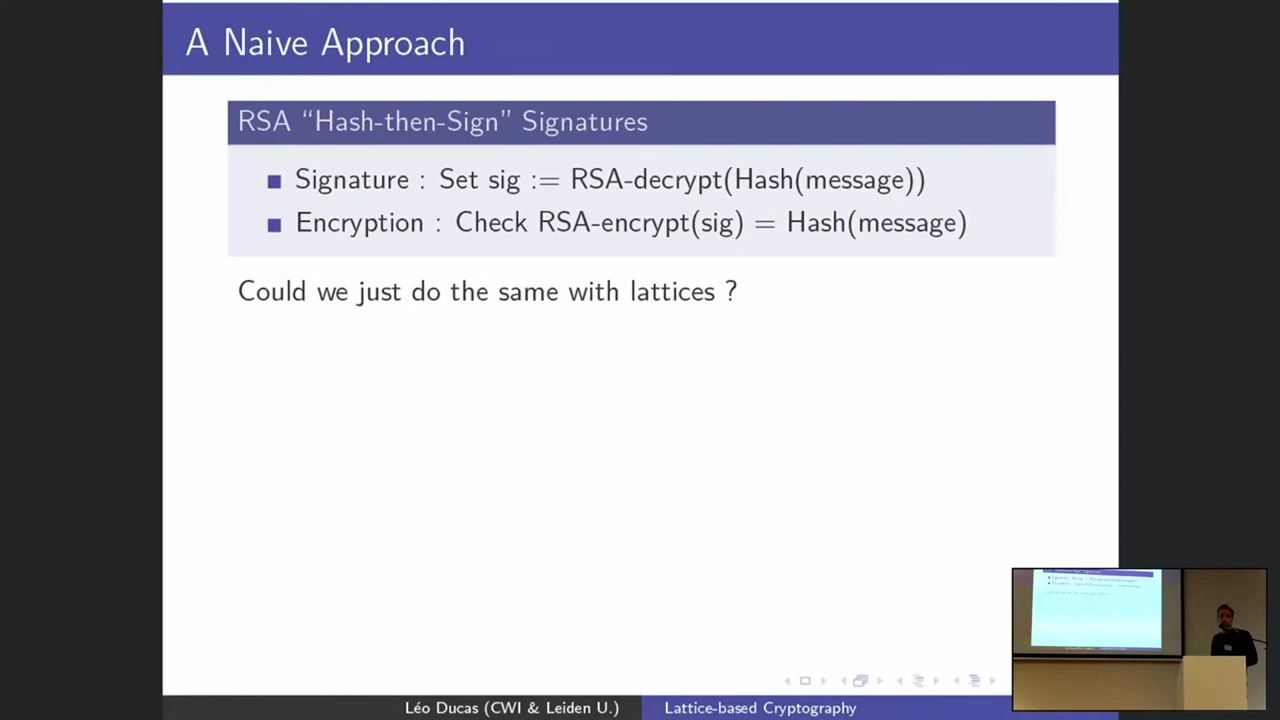 A Naive Approach
RSA “Hash-then-Sign” Signatures
Signature : Set sig := RSA-decrypt(Hash(message))
Encryption : Check RSA-encrypt(sig) = Hash(message)
Could we just do the same with lattices ?
Léo Ducas (CWI & Leiden U.)
Lattice-based Cryptography